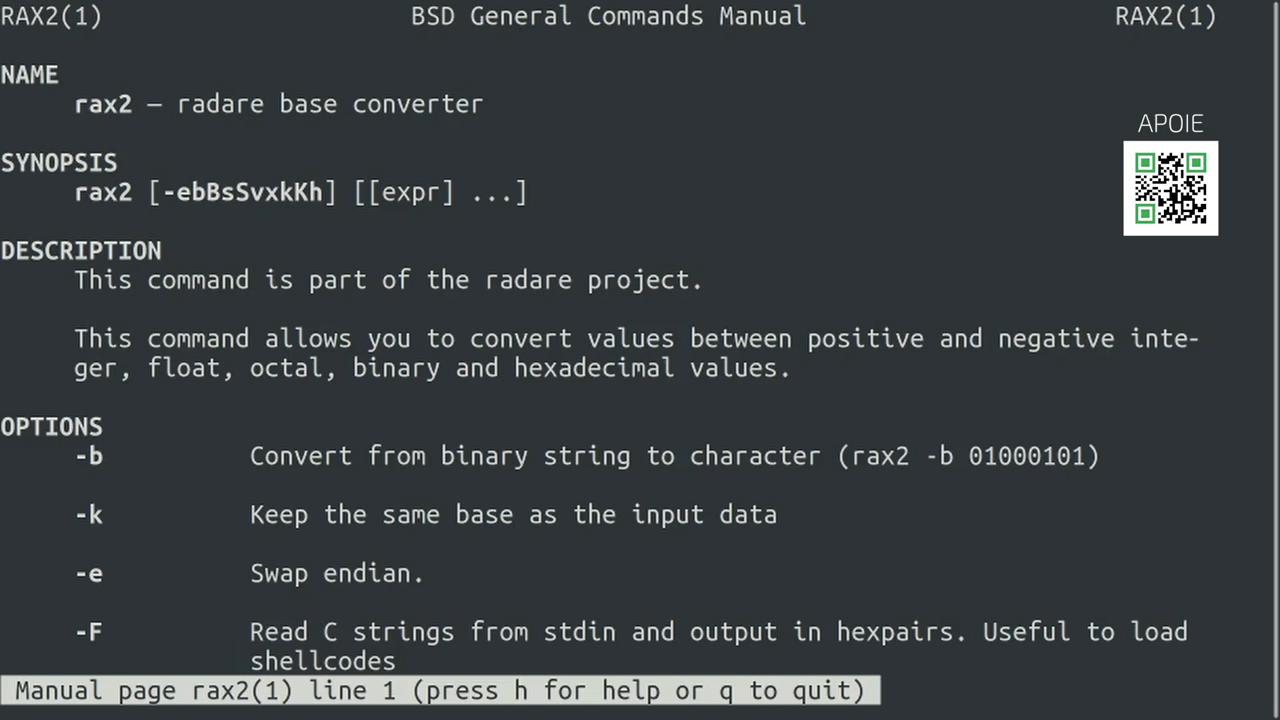 RAX2(1) BSD General Commands Manual RAX2(1)
NAME
rax2 — radare base converter
APOIE
SYNOPSIS
rax2 [-ebBsSvxkKh] [[expr] ...]
DESCRIPTION
This command is part of the radare project.
This command allows you to convert values between positive and negative inte-
ger, float, octal, binary and hexadecimal values.
OPTIONS
-b Convert from binary string to character (rax2 -b 01000101)
-k Keep the same base as the input data
-e Swap endian.
-F Read C strings from stdin and output in hexpairs. Useful to load
shellcodes
Manual page rax2(1) line 1 (press h for help or q to quit)